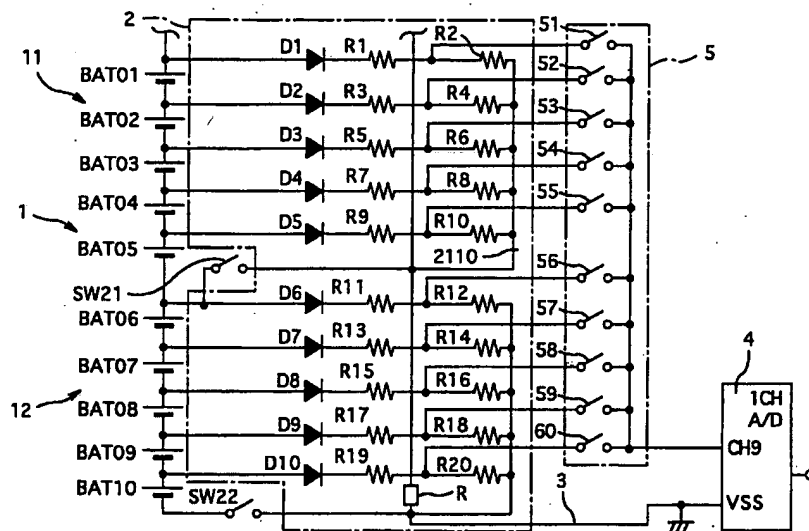 2
D1 R1 R2 51
11 BAT01 52 5
D2 R3 R4
BAT02 53
D3 R5 R6
BAT03 54
D4 R7 R8
BAT04 55
1 D5 R9 R10
BAT05 2110
56
SW21 D6 R11 R12
BAT06 57
D7 R13 R14
BAT07 58 4
D8 R15 R16
12 BAT08 59 1CH
A/D
D9 R17 R18
BAT09 60 CH9
D10 R19 R20
BAT10 SW22 R 3 VSS